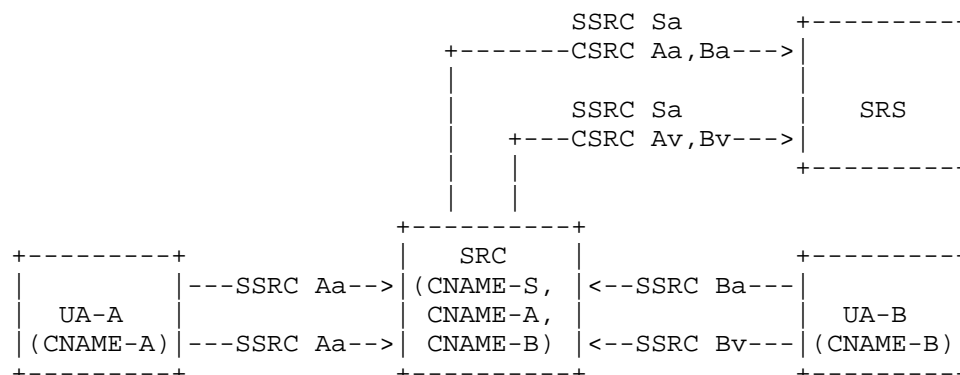 SSRC Sa
CSRC Aa,Ba
SSRC Sa
SRS
CSRC Av,Bv
SRC
SSRC Aa (CNAME-S, SSRC Ba
UA-A CNAME-A, UA-B
(CNAME-A) SSRC Aa CNAME-B) SSRC Bv (CNAME-B)